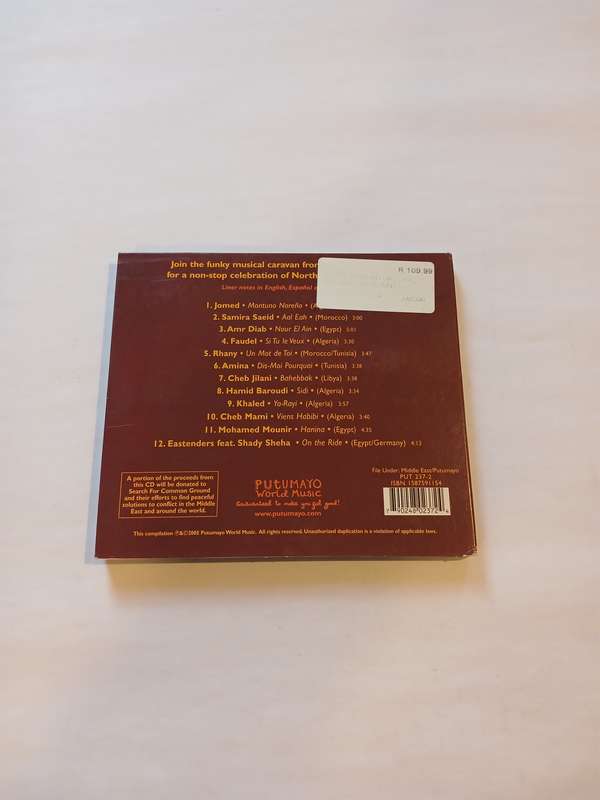 Join the funky musical caravan from
for a non-stop celebration of North
Liner notes in English, Español
R 109.99
1. Jomed • Montuno Noreño •
2. Samira Saeid • Aal Eah • (Morocco) 3:00
3. Amr Diab • Nour El Ain • (Egypt) 5:03
4. Faudel • Si Tu le Veux • (Algeria) 3:30
5. Rhany • Un Mot de Toi • (Morocco/Tunisia) 3:47
6. Amina • Dis-Moi Pourquoi • (Tunisia) 3:38
7. Cheb Jilani • Bahebbak • (Libya) 3:38
8. Hamid Baroudi • Sidi • (Algeria) 3:34
9. Khaled • Ya-Rayi • (Algeria) 3:57
10. Cheb Mami • Viens Habibi • (Algeria) 3:40
11. Mohamed Mounir • Hanina • (Egypt) 4:35
12. Eastenders feat. Shady Sheha • On the Ride • (Egypt/Germany) 4:13
A portion of the proceeds from
this CD will be donated to
Search For Common Ground
and their efforts to find peaceful
solutions to conflict in the Middle
East and around the world.
PUTUMAYO
World Music
Guaranteed to make you feel good!
www.putumayo.com
File Under: Middle East/Putumayo
PUT 237-2
ISBN 1587591154
7 90248 02372 4
This compilation ℗&©2005 Putumayo World Music. All rights reserved. Unauthorized duplication is a violation of applicable laws.